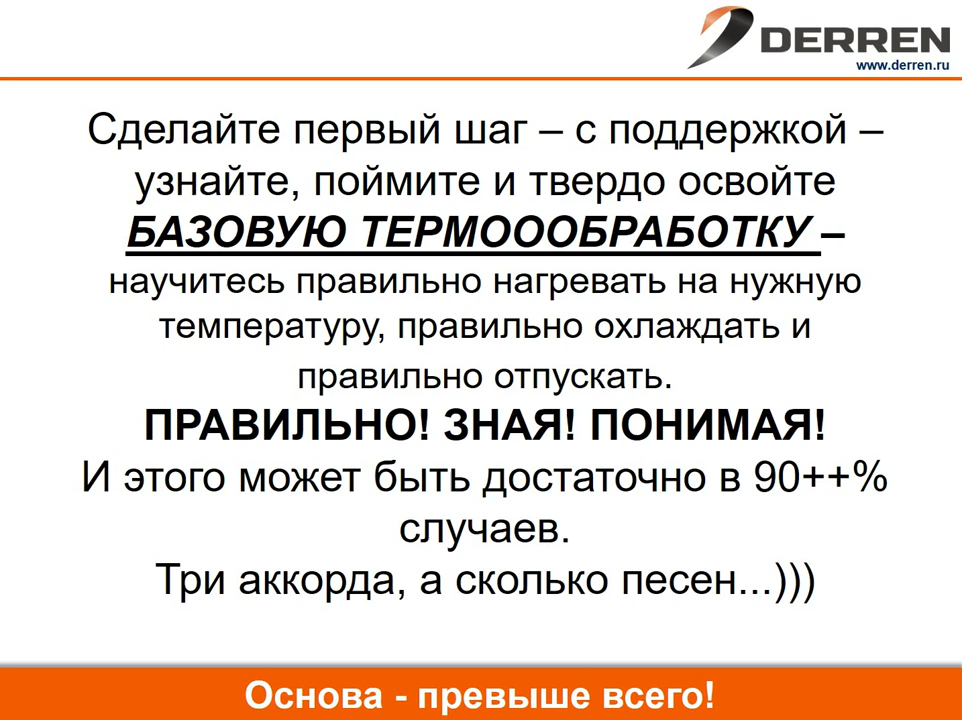 DERREN
www.derren.ru
Сделайте первый шаг – с поддержкой –
узнайте, поймите и твердо освойте
БАЗОВУЮ ТЕРМОООБРАБОТКУ –
научитесь правильно нагревать на нужную
температуру, правильно охлаждать и
правильно отпускать.
ПРАВИЛЬНО! ЗНАЯ! ПОНИМАЯ!
И этого может быть достаточно в 90++%
случаев.
Три аккорда, а сколько песен...)))
Основа - превыше всего!